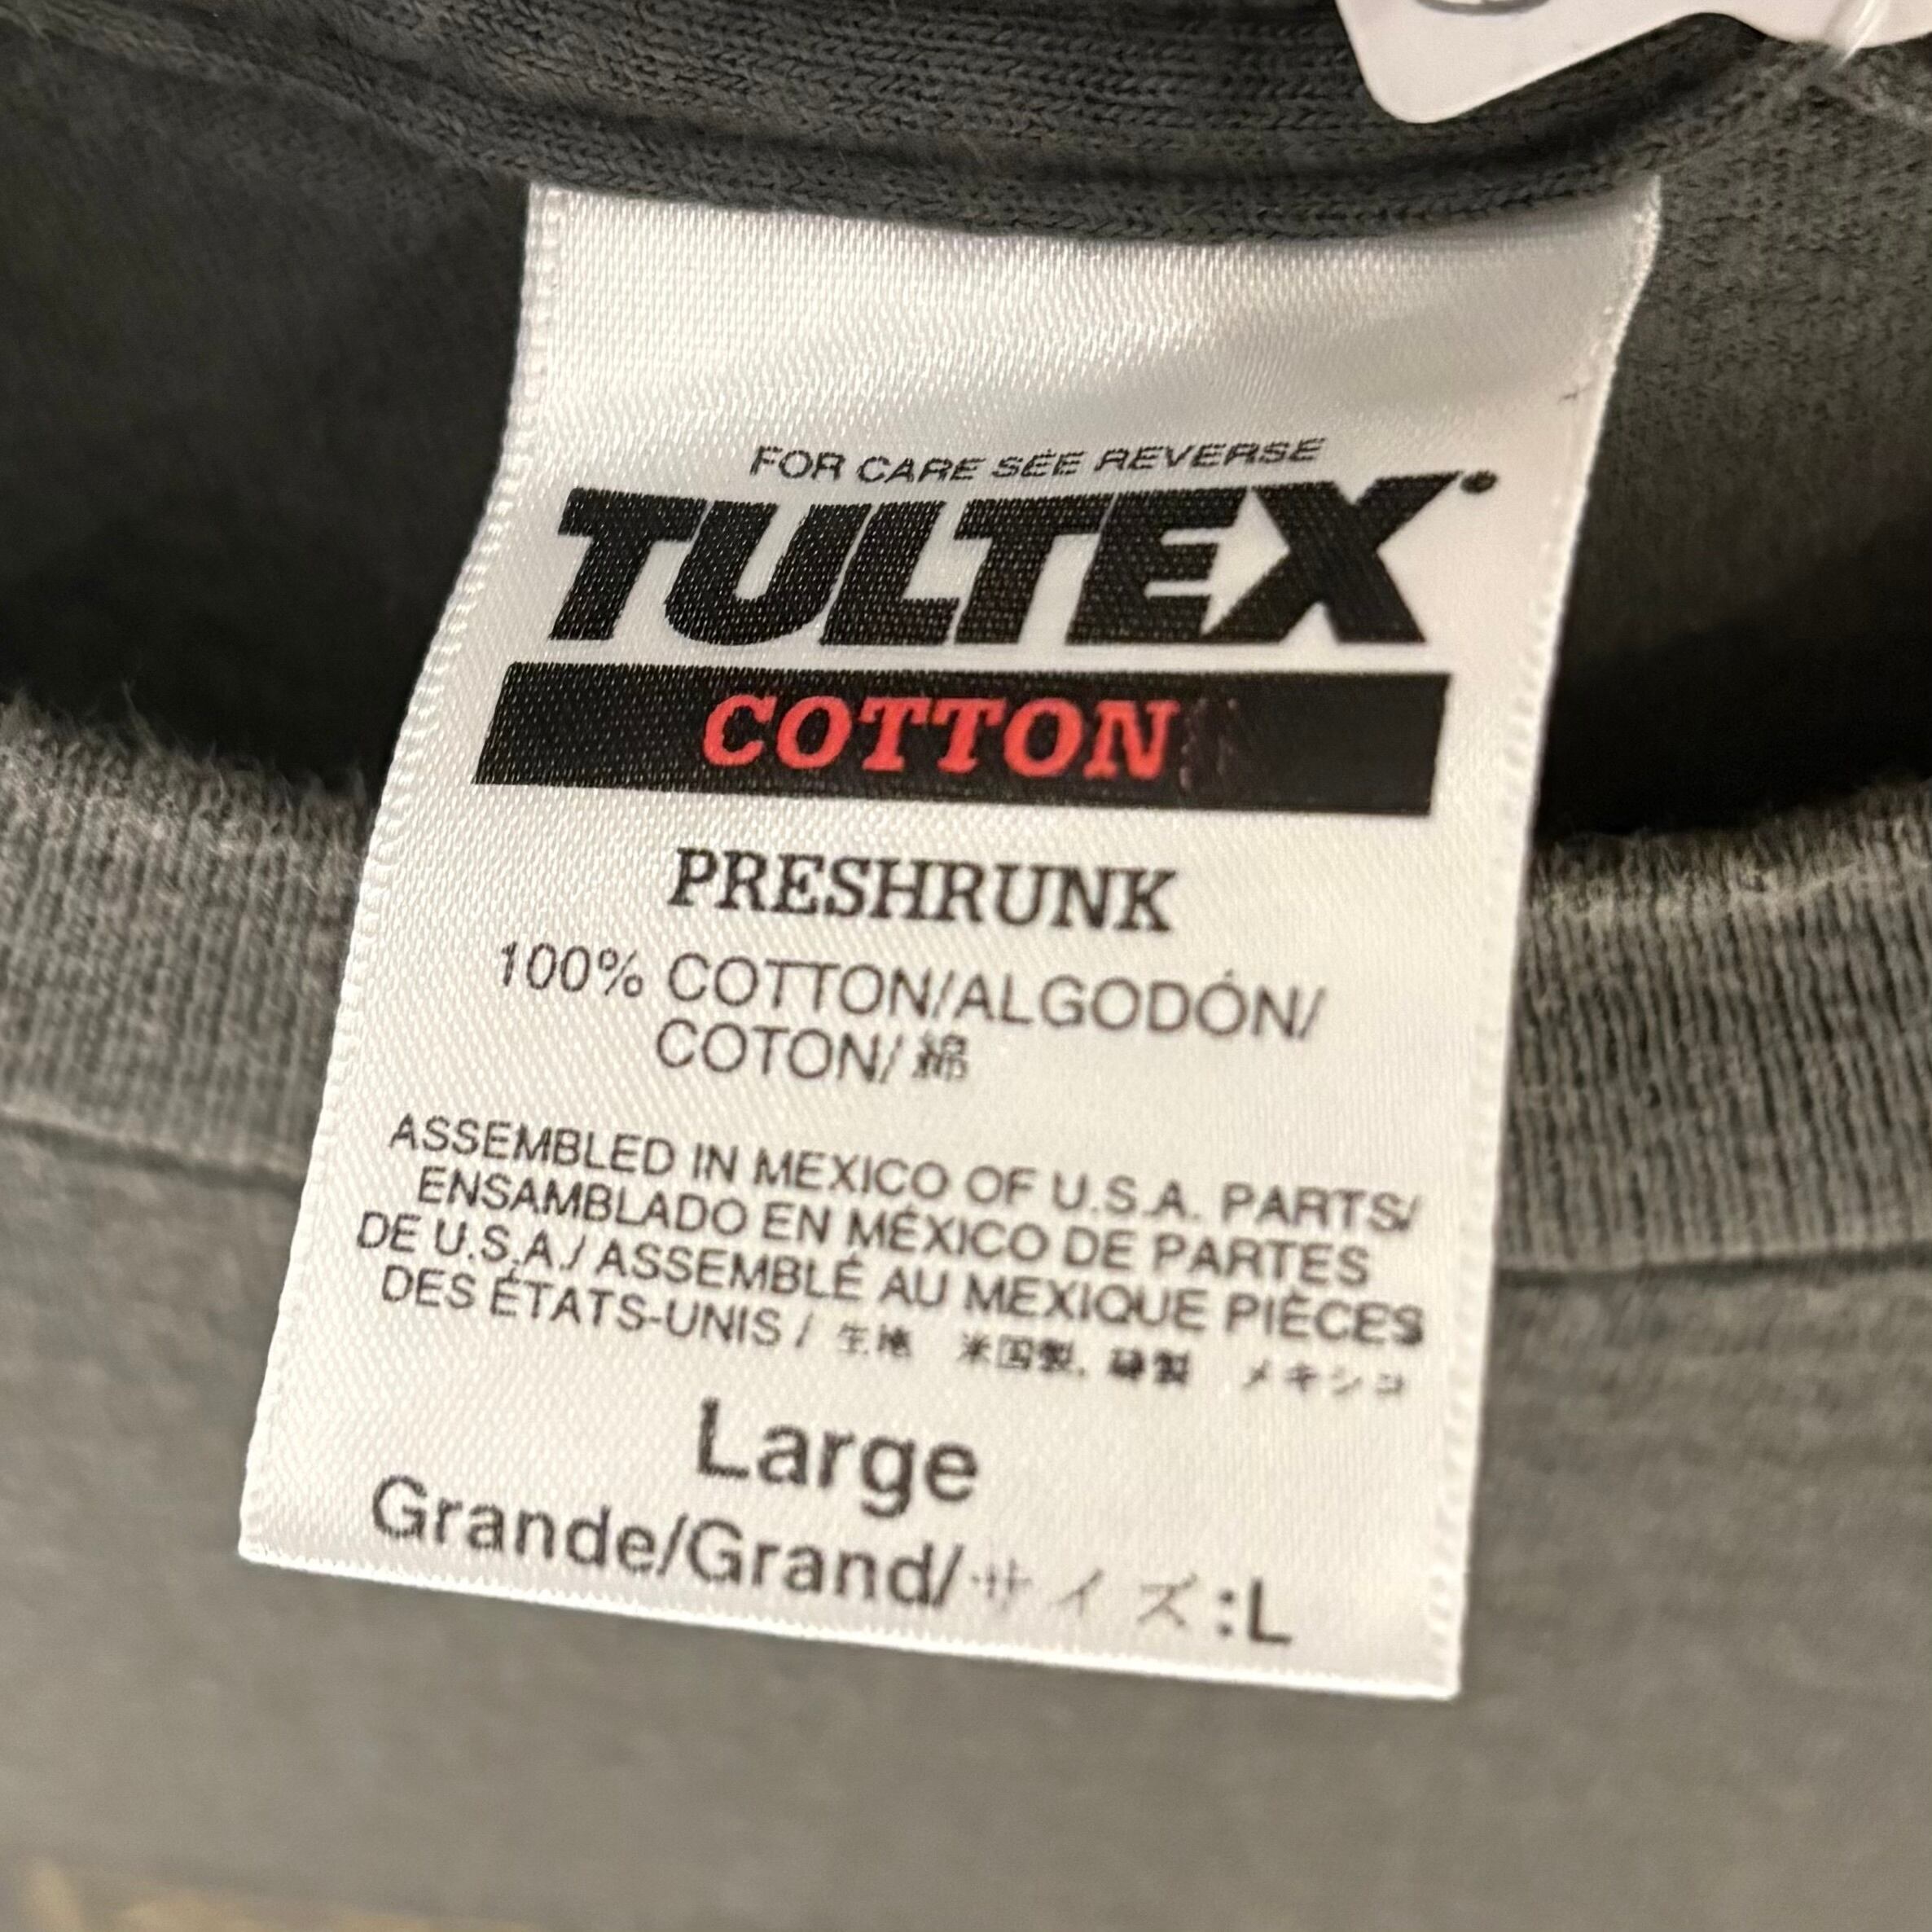 FOR CARE SEE REVERSE
TULTEX
COTTON
PRESHRUNK
100% COTTON/ALGODÓN/
COTON/綿
ASSEMBLED IN MEXICO OF U.S.A. PARTS/
ENSAMBLADO EN MÉXICO DE PARTES
DE U.S.A./ ASSEMBLÉ AU MEXIQUE PIÈCES
DES ÉTATS-UNIS / 生地 米国製, 縫製 メキシコ
Large
Grande/Grand/サイズ:L